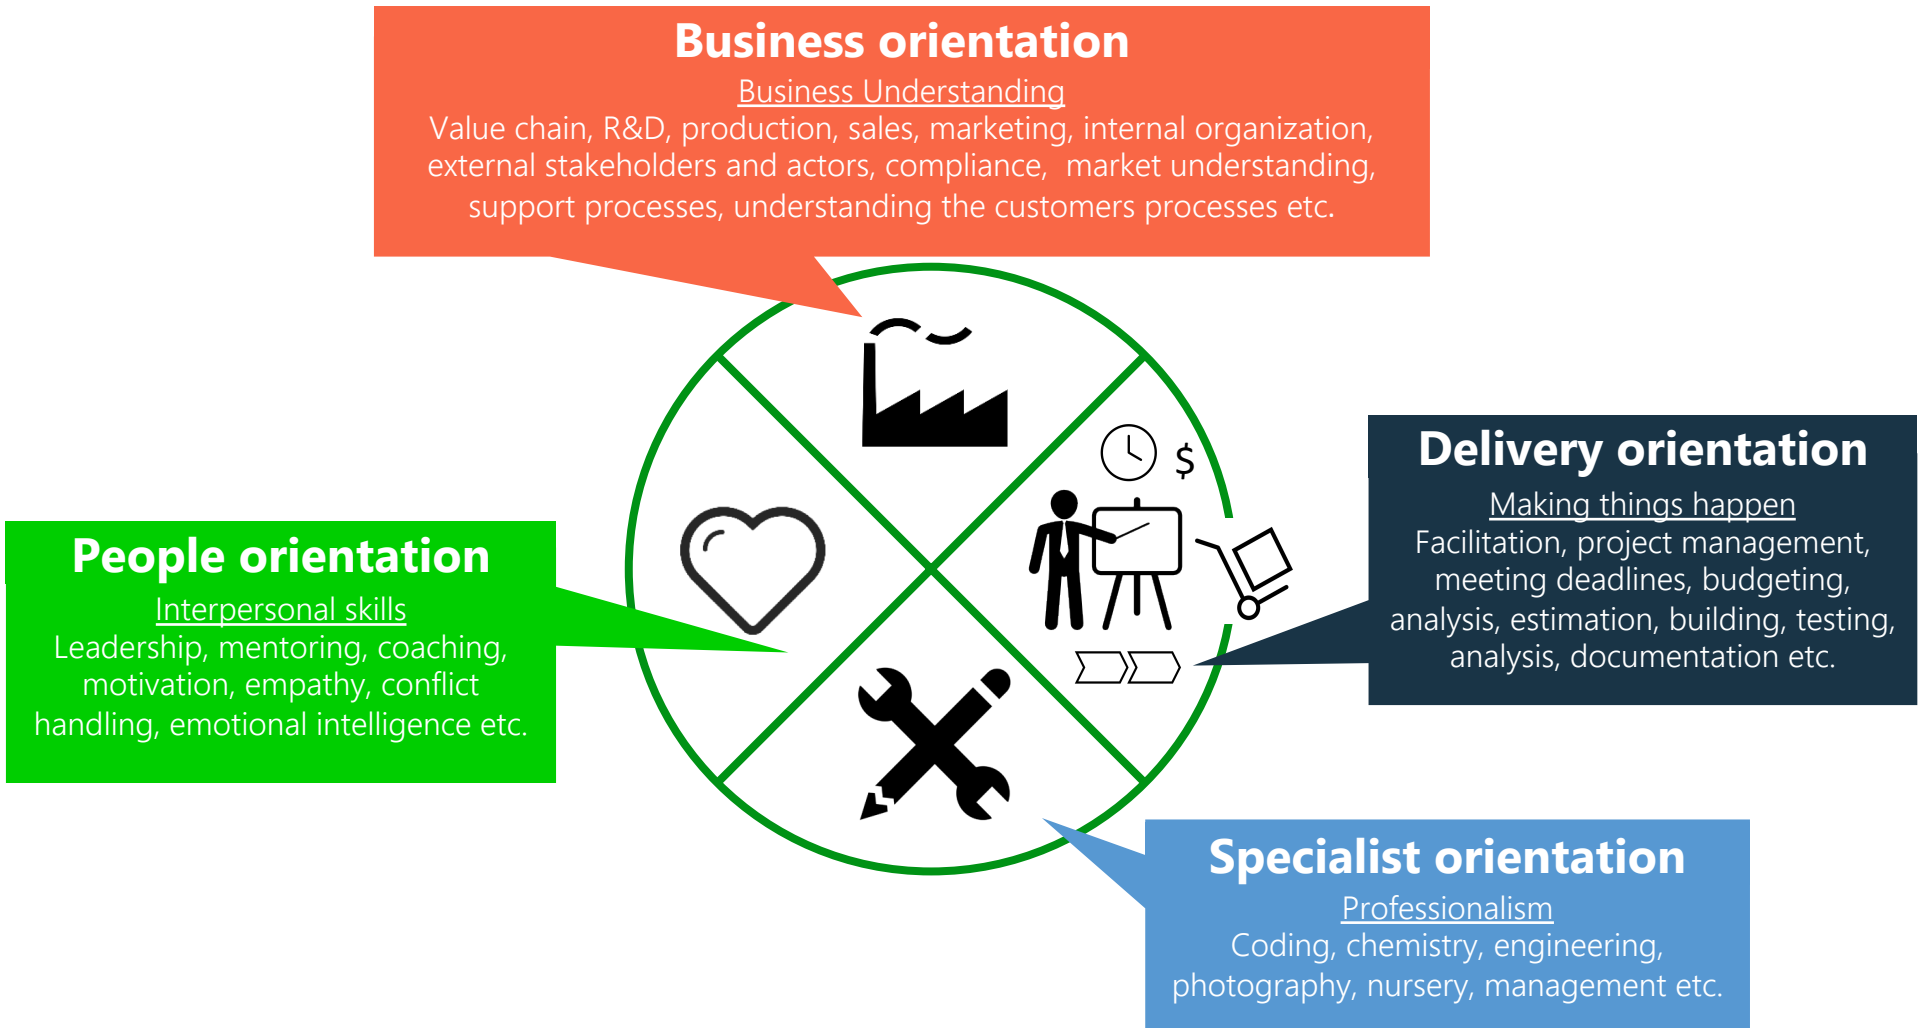 Business orientation
Business Understanding
Value chain, R&D, production, sales, marketing, internal organization,
external stakeholders and actors, compliance, market understanding,
support processes, understanding the customers processes etc.
$
Delivery orientation
Making things happen
Facilitation, project management,
meeting deadlines, budgeting,
analysis, estimation, building, testing,
analysis, documentation etc.
People orientation
Interpersonal skills
Leadership, mentoring, coaching,
motivation, empathy, conflict
handling, emotional intelligence etc.
Specialist orientation
Professionalism
Coding, chemistry, engineering,
photography, nursery, management etc.